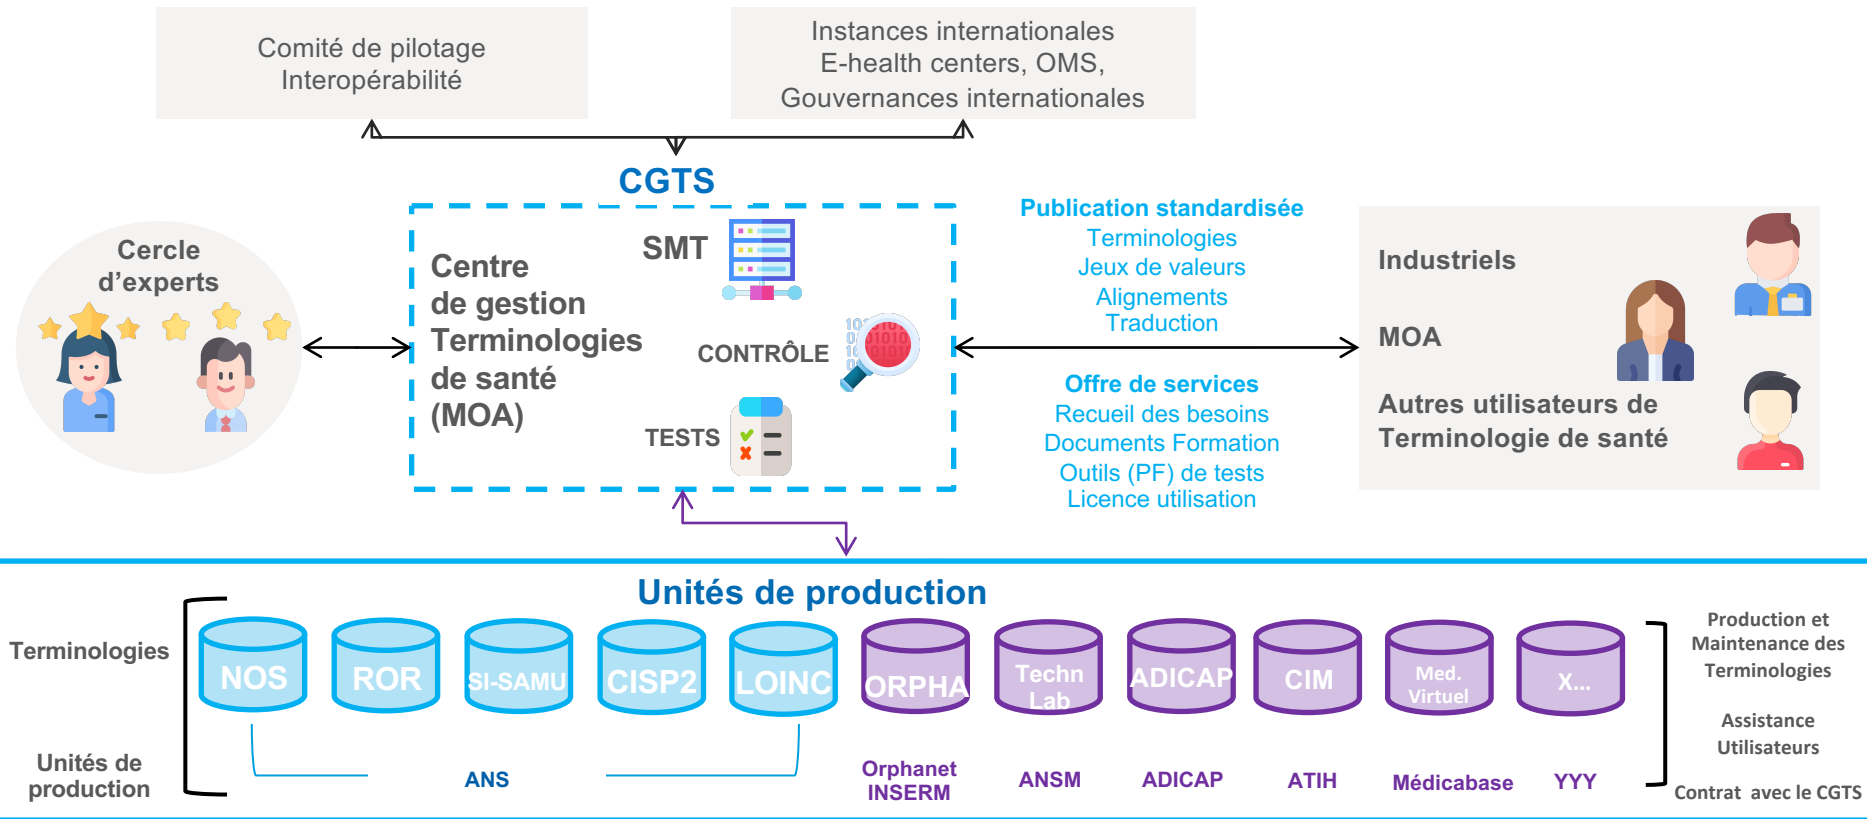 Comité de pilotage
Interopérabilité
Instances internationales
E-health centers, OMS,
Gouvernances internationales
CGTS
Cercle
d’experts
Centre
de gestion
Terminologies
de santé
(MOA)
SMT
CONTRÔLE
TESTS
Publication standardisée
Terminologies
Jeux de valeurs
Alignements
Traduction
Offre de services
Recueil des besoins
Documents Formation
Outils (PF) de tests
Licence utilisation
Industriels
MOA
Autres utilisateurs de
Terminologie de santé
Unités de production
Terminologies
NOS
ROR
SI-SAMU
CISP2
LOINC
ORPHA
Techn
Lab
ADICAP
CIM
Med.
Virtuel
X...
Unités de
production
ANS
Orphanet
INSERM
ANSM
ADICAP
ATIH
Médicabase
YYY
Production et
Maintenance des
Terminologies
Assistance
Utilisateurs
Contrat avec le CGTS